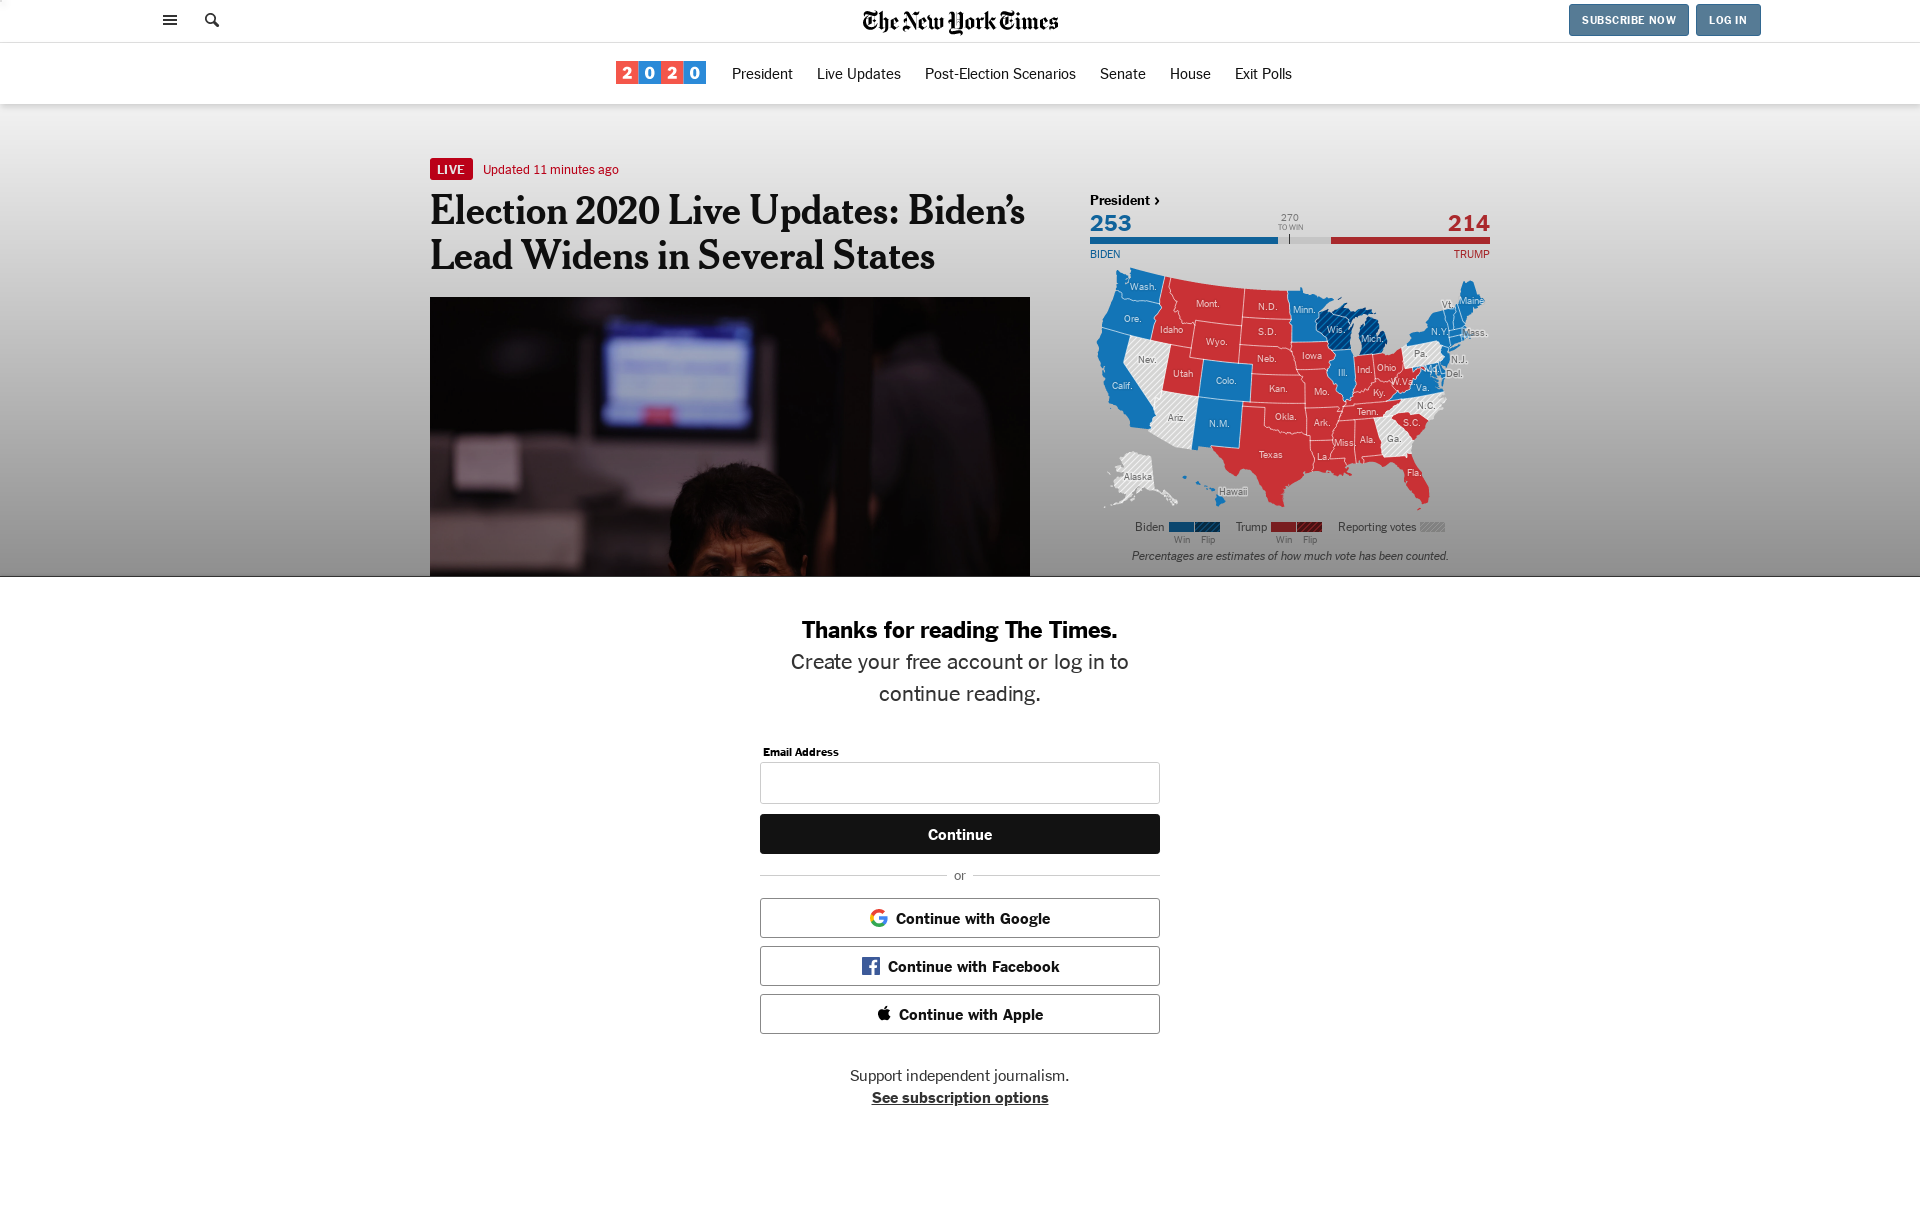 The New York Times
SUBSCRIBE NOW
LOG IN
2020
President
Live Updates
Post-Election Scenarios
Senate
House
Exit Polls
LIVE
Updated 11 minutes ago
Election 2020 Live Updates: Biden’s
Lead Widens in Several States
President ›
253
270
TO WIN
214
BIDEN
TRUMP
Wash.
Mont.
N.D.
Minn.
Vt.
Maine
Ore.
Idaho
S.D.
Wis.
Mich.
N.Y.
Mass.
Wyo.
Neb.
Iowa
Pa.
N.J.
Nev.
Utah
Colo.
Ill.
Ind.
Ohio
Md.
Del.
Calif.
Kan.
Mo.
Ky.
W.Va.
Va.
Ariz.
N.M.
Okla.
Ark.
Tenn.
N.C.
S.C.
Texas
La.
Miss.
Ala.
Ga.
Fla.
Alaska
Hawaii
Biden
Trump
Reporting votes
Win
Flip
Win
Flip
Percentages are estimates of how much vote has been counted.
Thanks for reading The Times.
Create your free account or log in to
continue reading.
Email Address
Continue
or
Continue with Google
Continue with Facebook
Continue with Apple
Support independent journalism.
See subscription options